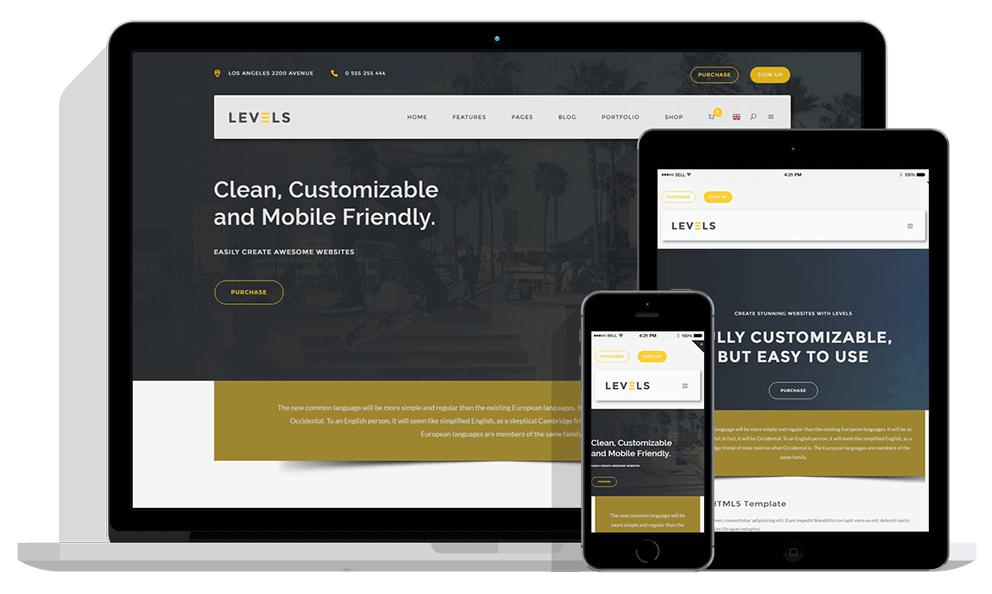 LOS ANGELES 2200 AVENUE 0 555 255 444 PURCHASE SIGN UP
LEVELS HOME FEATURES PAGES BLOG PORTFOLIO SHOP
Clean, Customizable
and Mobile Friendly.
EASILY CREATE AWESOME WEBSITES
PURCHASE
The new common language will be more simple and regular than the existing European languages. It
Occidental. To an English person, it will seem like simplified English, as a skeptical Cambridge
European languages are members of the same family
BELL 4:21 PM 100%
PURCHASE SIGN UP
LEVELS
CREATE STUNNING WEBSITES WITH LEVELS
LLY CUSTOMIZABLE,
BUT EASY TO USE
PURCHASE
language will be more simple and regular than the existing European languages. It will be as
in fact, it will be Occidental. To an English person, it will seem like simplified English, as a
friend of mine told me what Occidental is. The European languages are members of the
same family.
HTML5 Template
amet, consectetur adipisicing elit. Eum impedit blanditiis corrupti vero ex est, deleniti optio
quam voluptas.
BELL 4:21 PM 100%
PURCHASE SIGN UP
LEVELS
Clean, Customizable
and Mobile Friendly.
EASILY CREATE AWESOME WEBSITES
PURCHASE
The new common language will be
more simple and regular than the